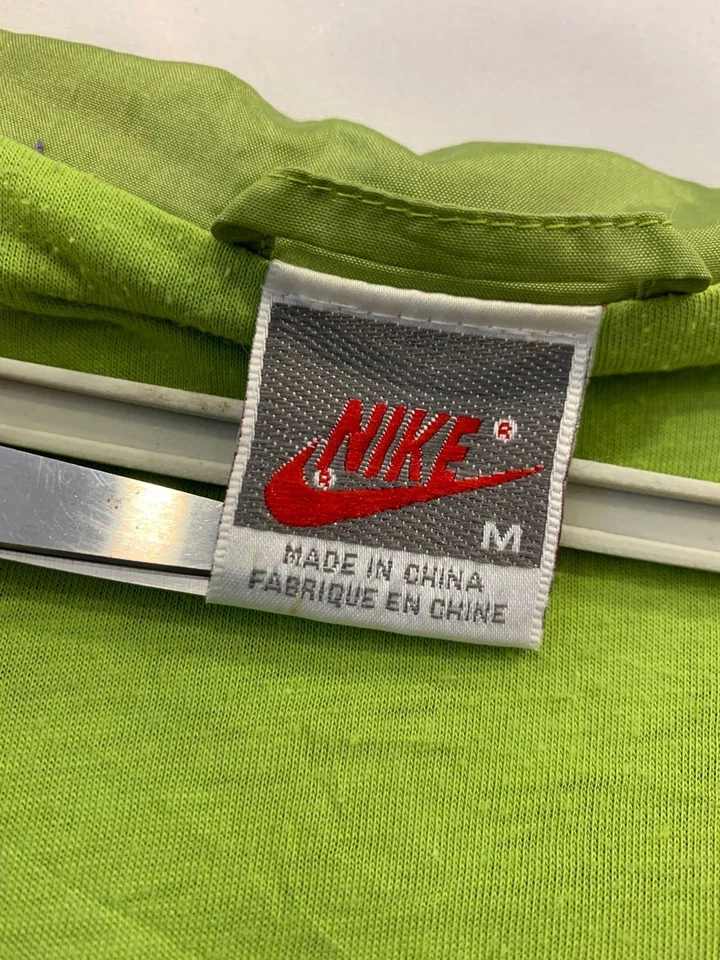 NIKE ®
®
M
MADE IN CHINA
FABRIQUE EN CHINE